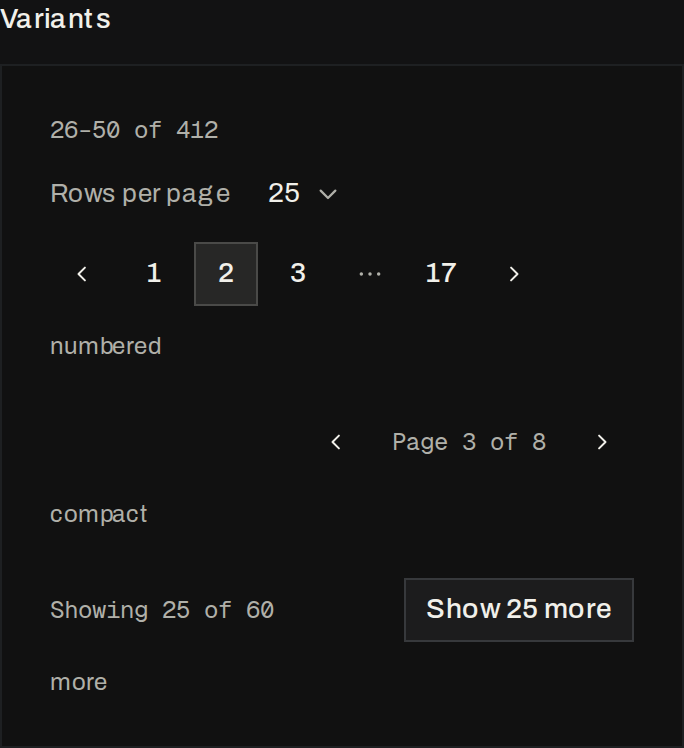 Variants
26–50 of 412
Rows per page 25
1 2 3 ··· 17
numbered
Page 3 of 8
compact
Showing 25 of 60 Show 25 more
more